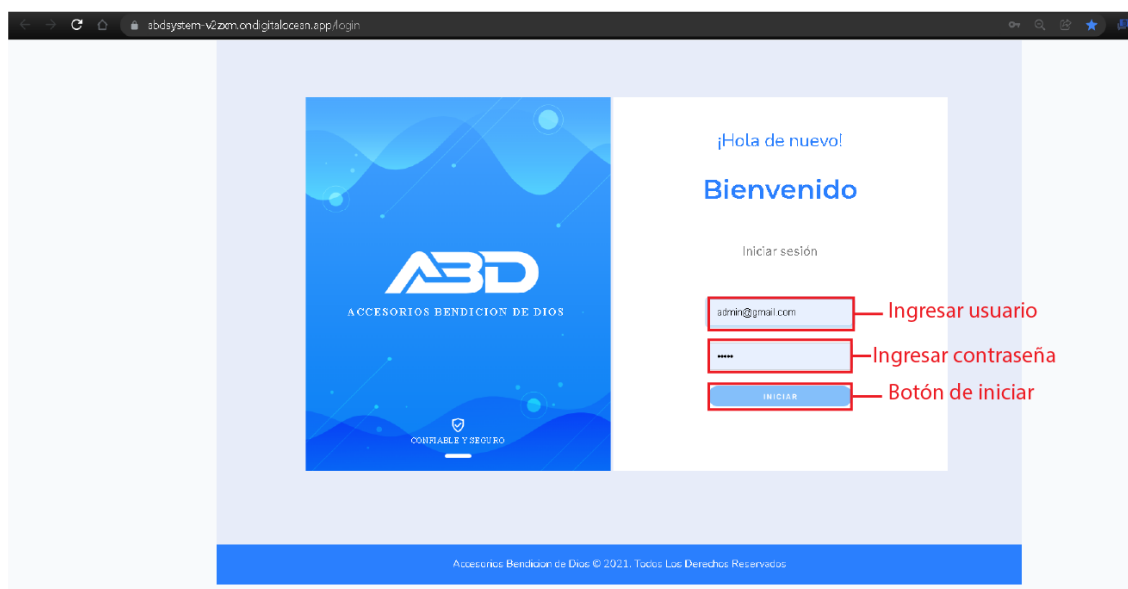 abdsystem-v2zxm.ondigitalocean.app/login
¡Hola de nuevo!
Bienvenido
Iniciar sesión
ABD
ACCESORIOS BENDICION DE DIOS
admin@gmail.com
Ingresar usuario
•••••
Ingresar contraseña
INICIAR
Botón de iniciar
CONFIABLE Y SEGURO
Accesorios Bendicion de Dios © 2021. Todos Los Derechos Reservados